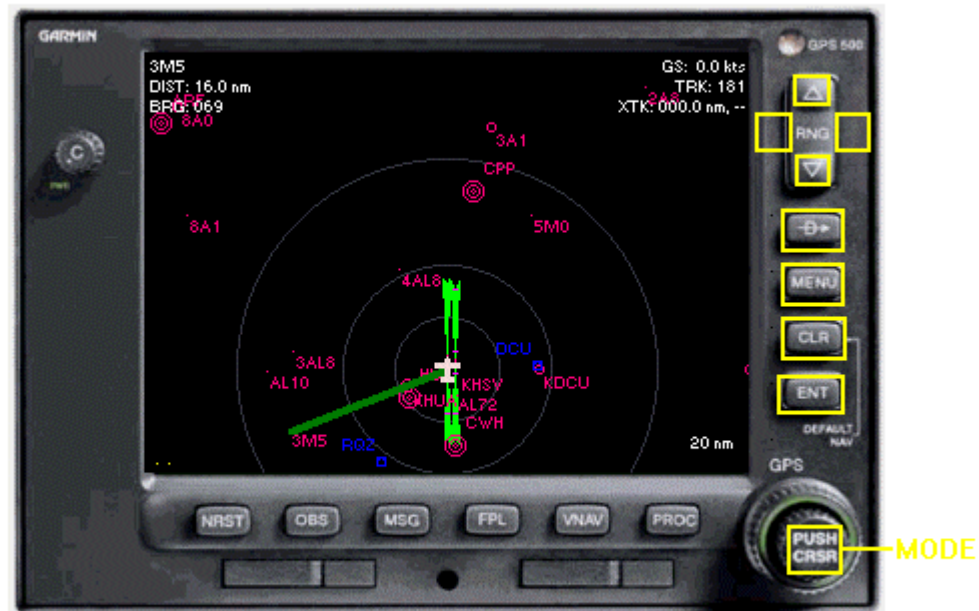 GARMIN
GPS 500
3M5
DIST: 16.0 nm
BRG: 069
GS: 0.0 kts
TRK: 181
XTK: 000.0 nm, --
2A8
8A0
3A1
CPP
8A1
5M0
4AL8
DCU
3AL8
AL10
KDCU
KHSV
KHUA
AL72
CWH
3M5
RQZ
20 nm
RNG
D
MENU
CLR
ENT
DEFAULT
NAV
GPS
PUSH
CRSR
MODE
C
PWR
NRST
OBS
MSG
FPL
VNAV
PROC